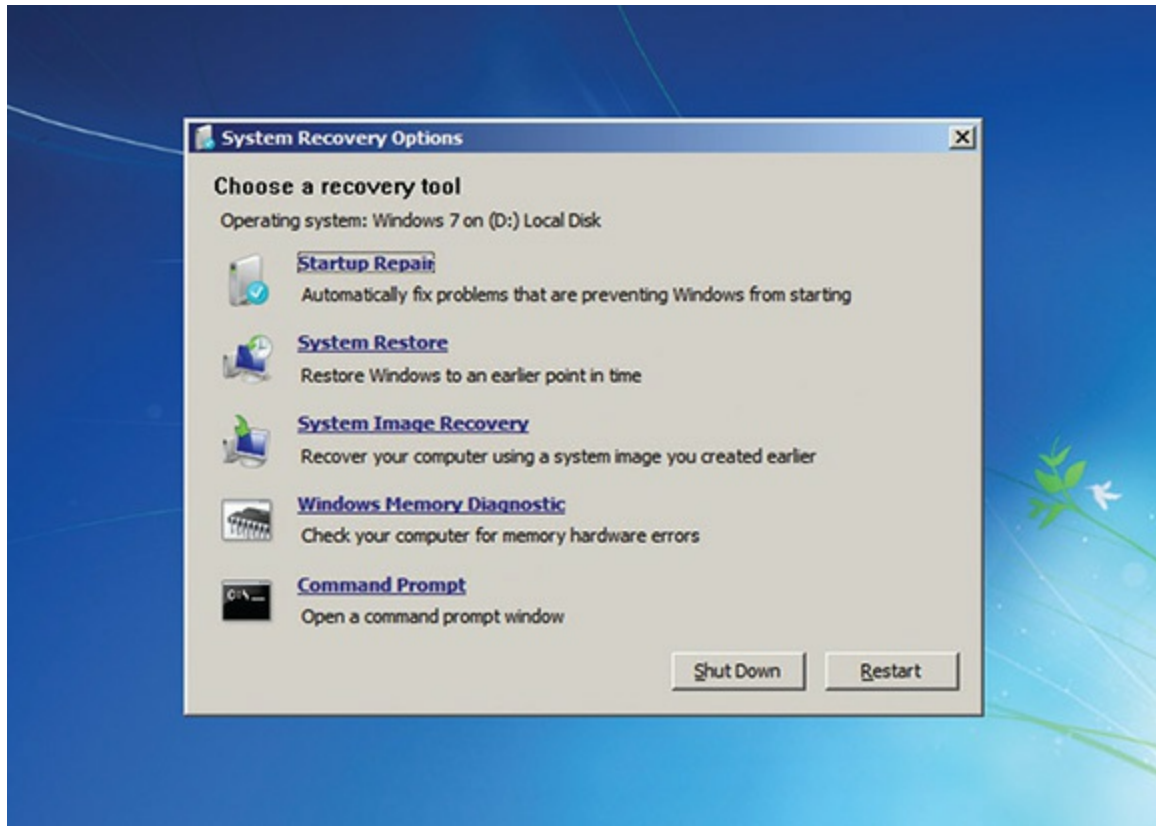 System Recovery Options
Choose a recovery tool
Operating system: Windows 7 on (D:) Local Disk
Startup Repair
Automatically fix problems that are preventing Windows from starting
System Restore
Restore Windows to an earlier point in time
System Image Recovery
Recover your computer using a system image you created earlier
Windows Memory Diagnostic
Check your computer for memory hardware errors
C:\_
Command Prompt
Open a command prompt window
Shut Down
Restart